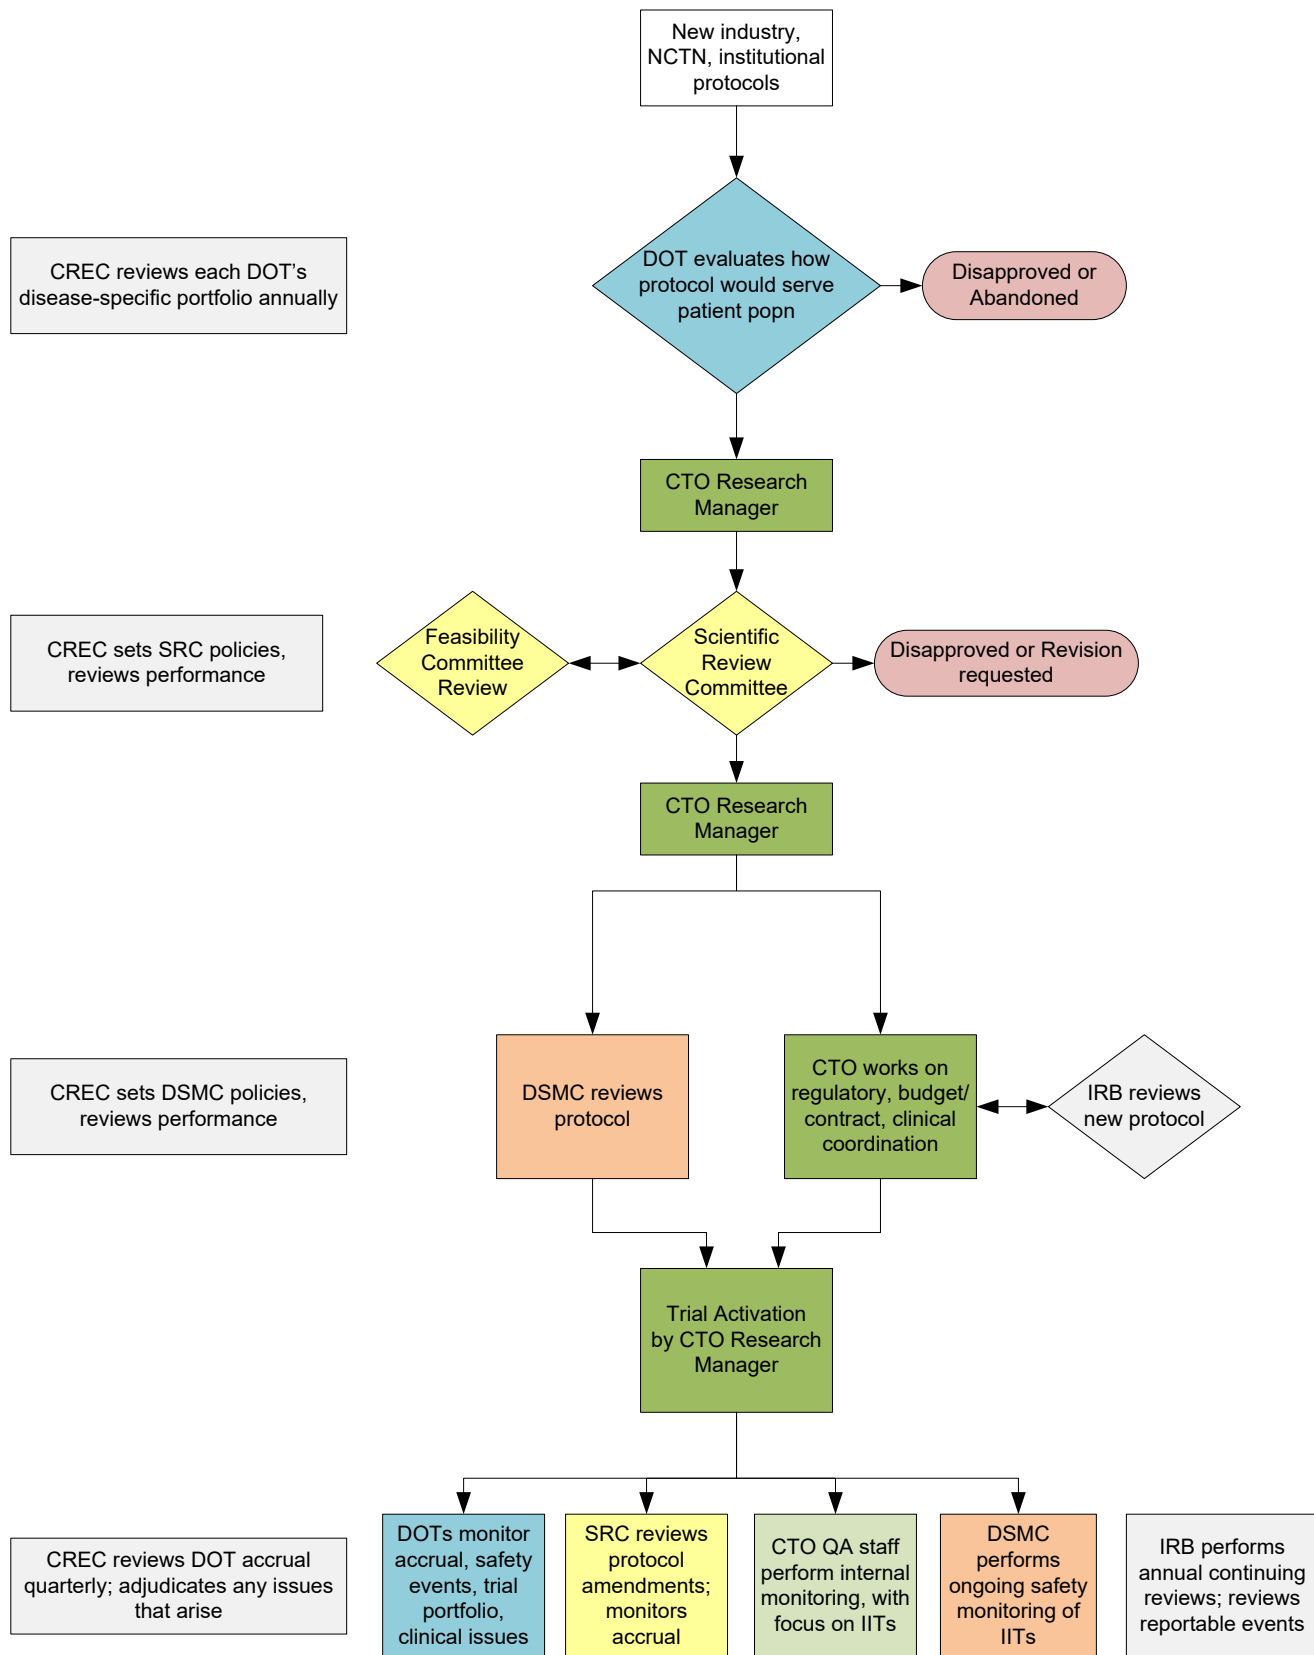 New industry,
NCTN, institutional
protocols
CREC reviews each DOT’s
disease-specific portfolio annually
DOT evaluates how
protocol would serve
patient popn
Disapproved or
Abandoned
CTO Research
Manager
CREC sets SRC policies,
reviews performance
Feasibility
Committee
Review
Scientific
Review
Committee
Disapproved or Revision
requested
CTO Research
Manager
CREC sets DSMC policies,
reviews performance
DSMC reviews
protocol
CTO works on
regulatory, budget/
contract, clinical
coordination
IRB reviews
new protocol
Trial Activation
by CTO Research
Manager
CREC reviews DOT accrual
quarterly; adjudicates any issues
that arise
DOTs monitor
accrual, safety
events, trial
portfolio,
clinical issues
SRC reviews
protocol
amendments;
monitors
accrual
CTO QA staff
perform internal
monitoring, with
focus on IITs
DSMC
performs
ongoing safety
monitoring of
IITs
IRB performs
annual continuing
reviews; reviews
reportable events